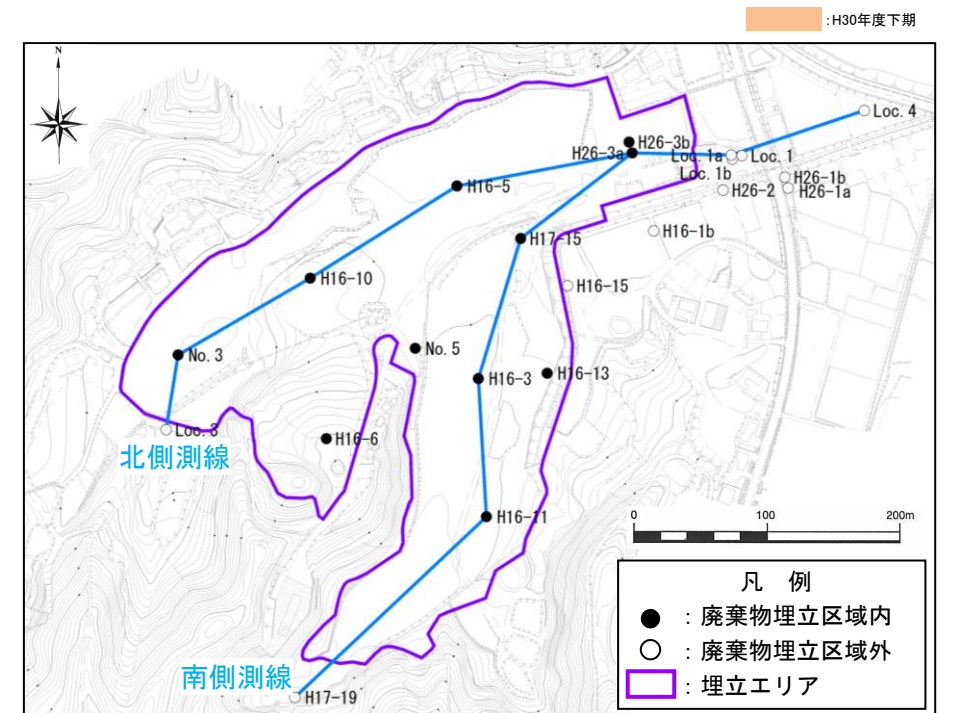 :H30年度下期
N
Loc. 4
H26-3b
H26-3a
Loc. 1a
Loc. 1
Loc. 1b
H26-1b
H26-2
H26-1a
H16-5
H16-1b
H17-15
H16-10
H16-15
No. 3
No. 5
H16-3
H16-13
Loc. 3
H16-6
北側測線
H16-11
0 100 200m
凡 例
● : 廃棄物埋立区域内
○ : 廃棄物埋立区域外
: 埋立エリア
南側測線
H17-19